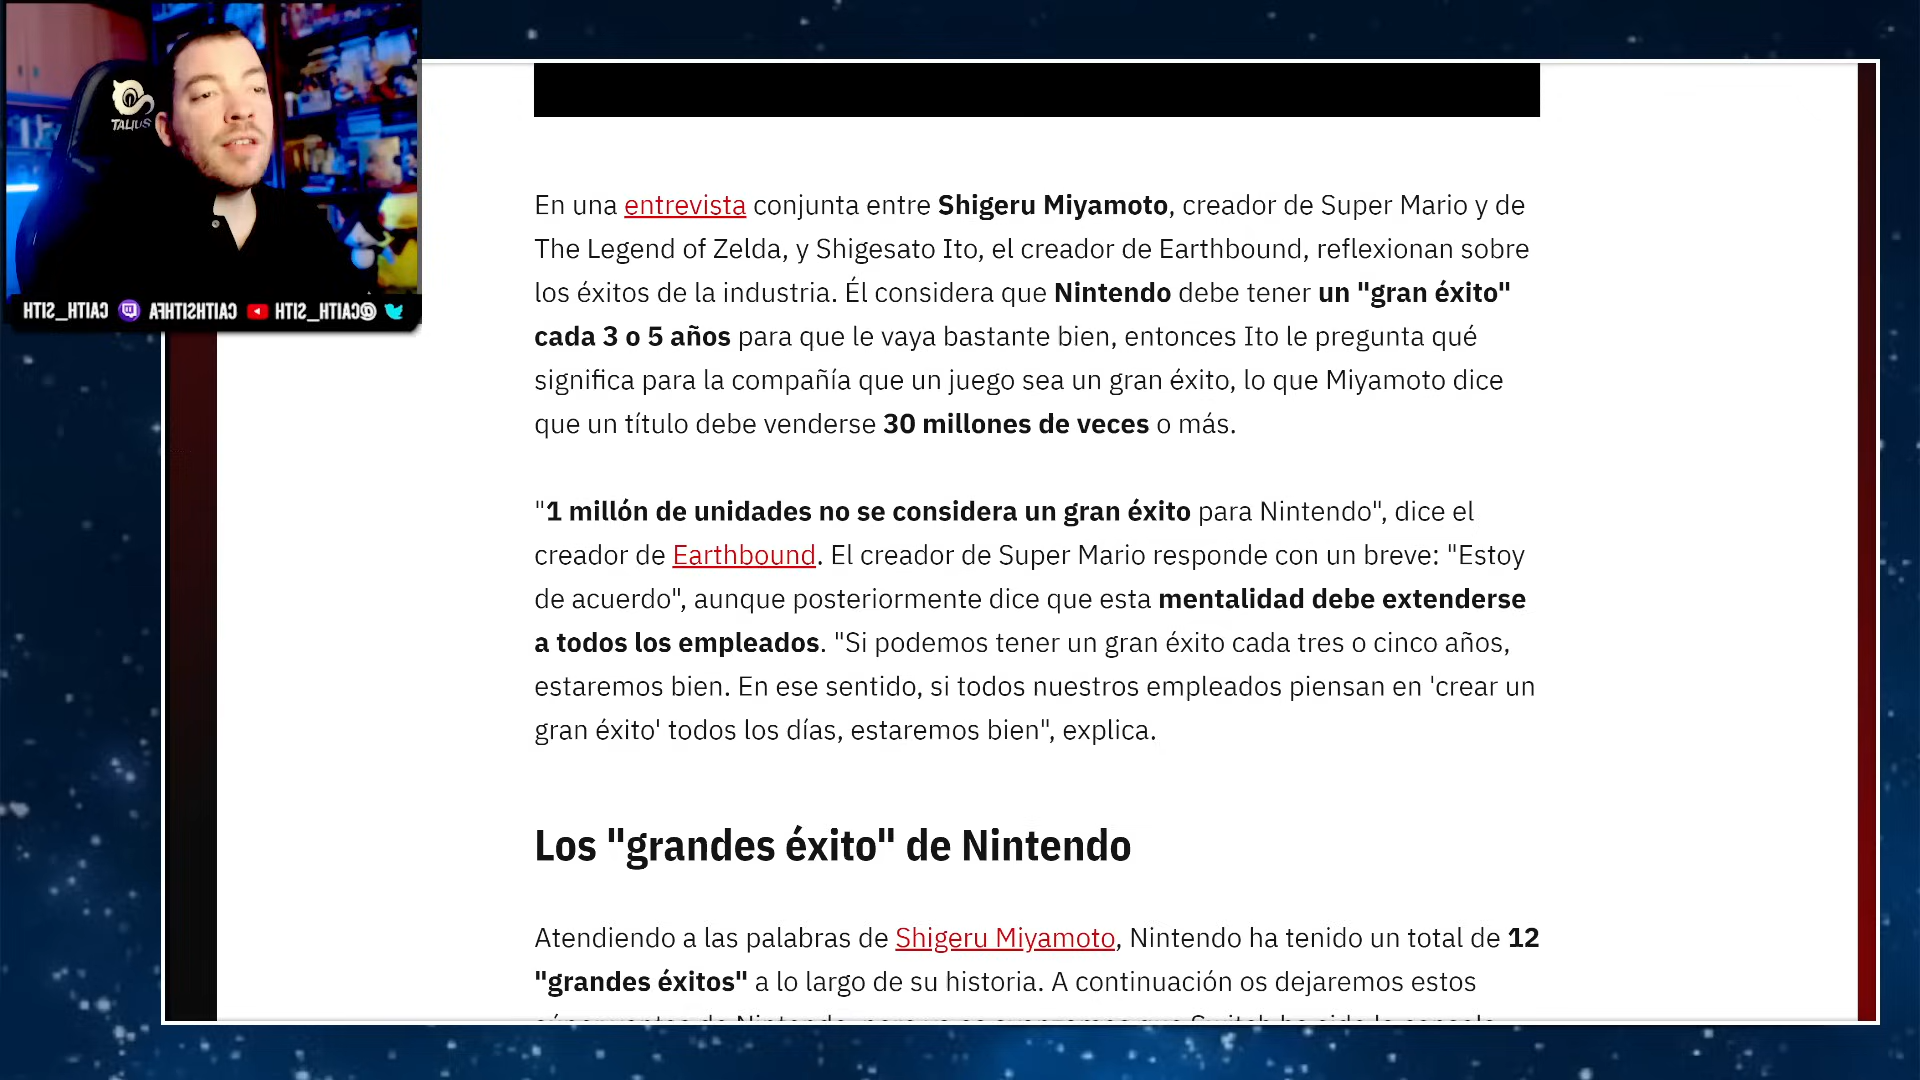 TALIUS
CAITH_SITH CAITHSITHFA @CAITH_SITH
En una entrevista conjunta entre Shigeru Miyamoto, creador de Super Mario y de
The Legend of Zelda, y Shigesato Ito, el creador de Earthbound, reflexionan sobre
los éxitos de la industria. Él considera que Nintendo debe tener un "gran éxito"
cada 3 o 5 años para que le vaya bastante bien, entonces Ito le pregunta qué
significa para la compañía que un juego sea un gran éxito, lo que Miyamoto dice
que un título debe venderse 30 millones de veces o más.
"1 millón de unidades no se considera un gran éxito para Nintendo", dice el
creador de Earthbound. El creador de Super Mario responde con un breve: "Estoy
de acuerdo", aunque posteriormente dice que esta mentalidad debe extenderse
a todos los empleados. "Si podemos tener un gran éxito cada tres o cinco años,
estaremos bien. En ese sentido, si todos nuestros empleados piensan en 'crear un
gran éxito' todos los días, estaremos bien", explica.
Los "grandes éxito" de Nintendo
Atendiendo a las palabras de Shigeru Miyamoto, Nintendo ha tenido un total de 12
"grandes éxitos" a lo largo de su historia. A continuación os dejaremos estos